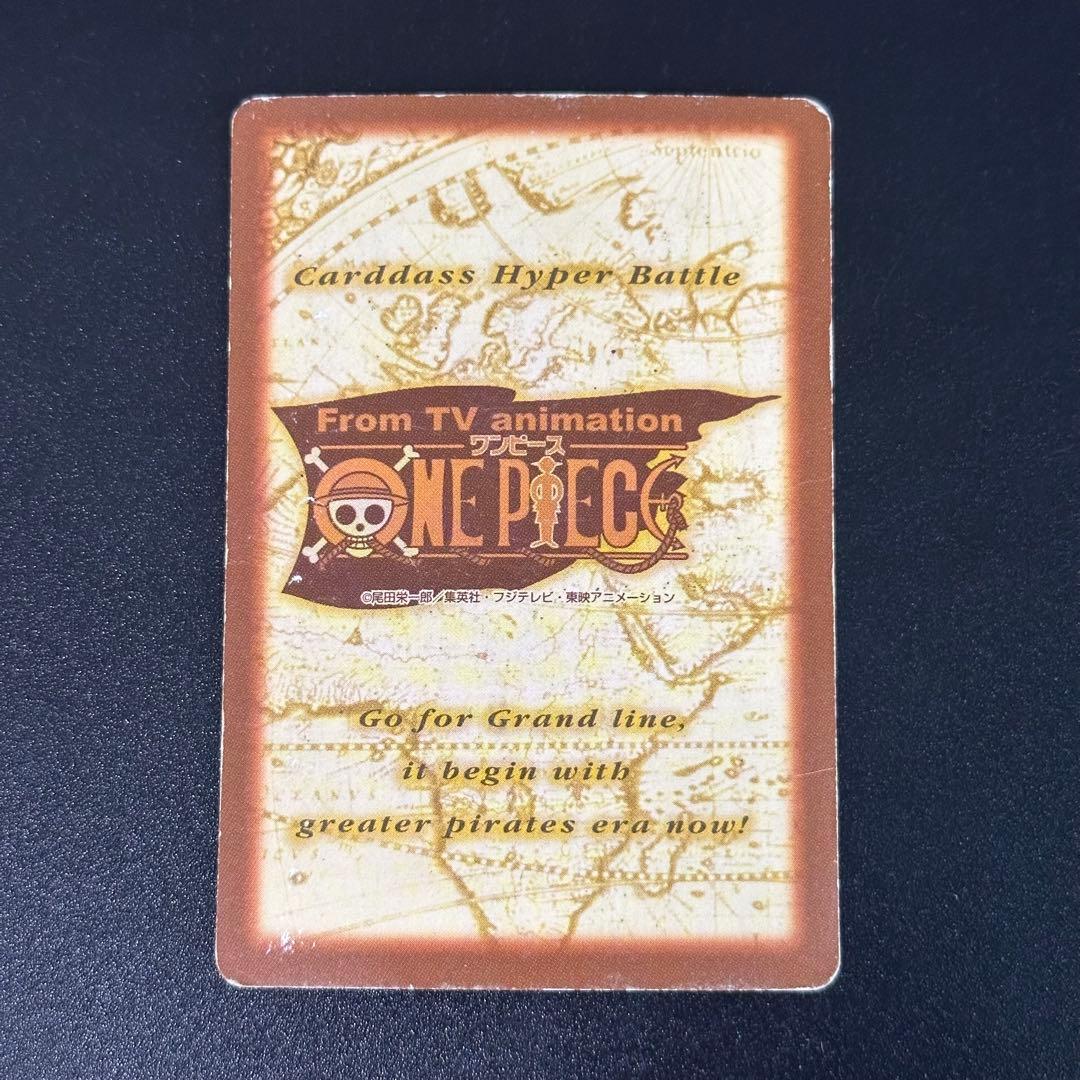 Septentrio
Carddass Hyper Battle
From TV animation
ワンピース
ONE PIECE
©尾田栄一郎／集英社・フジテレビ・東映アニメーション
Go for Grand line,
it begin with
greater pirates era now!